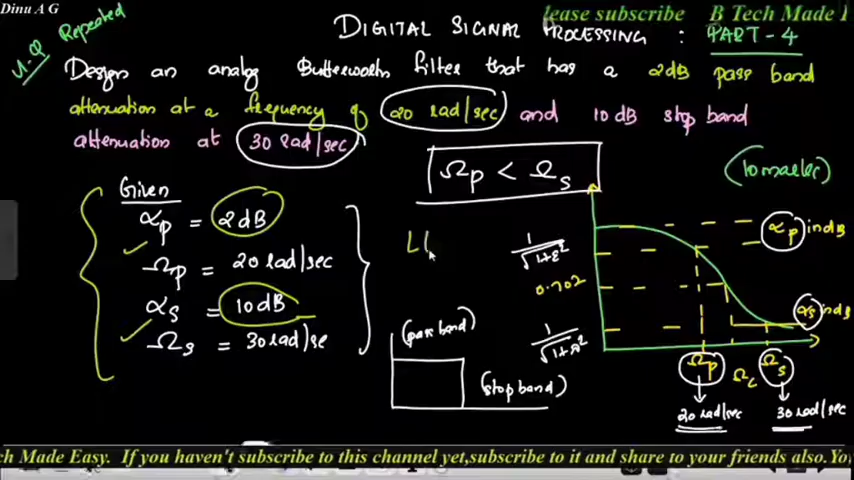 Dinu A G
lease subscribe B Tech Made
U.Q Repeated
DIGITAL SIGNAL PROCESSING : PART - 4
Design an analog Butterworth filter that has a 2dB pass band
attenuation at a frequency of 20 rad/sec and 10 dB stop band
attenuation at 30 rad/sec
(10 marks)
Ωp < Ωs
Given
αp = 2dB
Ωp = 20 rad/sec
αs = 10dB
Ωs = 30 rad/se
(pass band)
(stop band)
1/√1+ε²
0.707
1/√1+λ²
αp in dB
αs in dB
Ωp Ωc Ωs
20 rad/sec 30 rad/sec
ch Made Easy. If you haven't subscribe to this channel yet,subscribe to it and share to your friends also.Yo